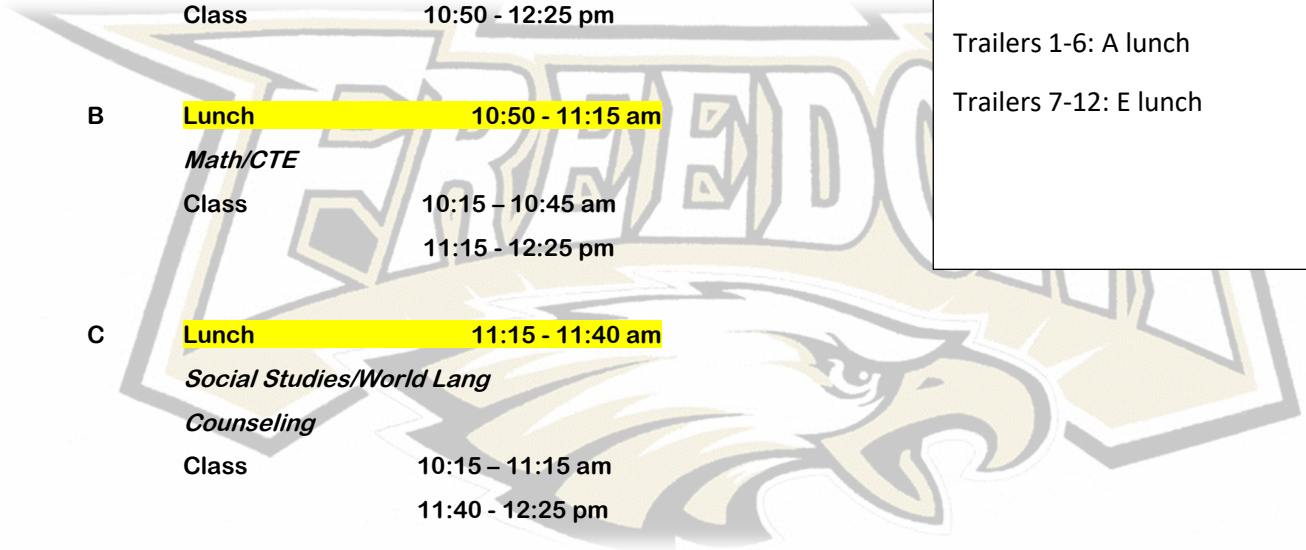 Class 10:50 - 12:25 pm
B Lunch 10:50 - 11:15 am
Math/CTE
Class 10:15 – 10:45 am
11:15 - 12:25 pm
C Lunch 11:15 - 11:40 am
Social Studies/World Lang
Counseling
Class 10:15 – 11:15 am
11:40 - 12:25 pm
Trailers 1-6: A lunch
Trailers 7-12: E lunch
FREEDOM